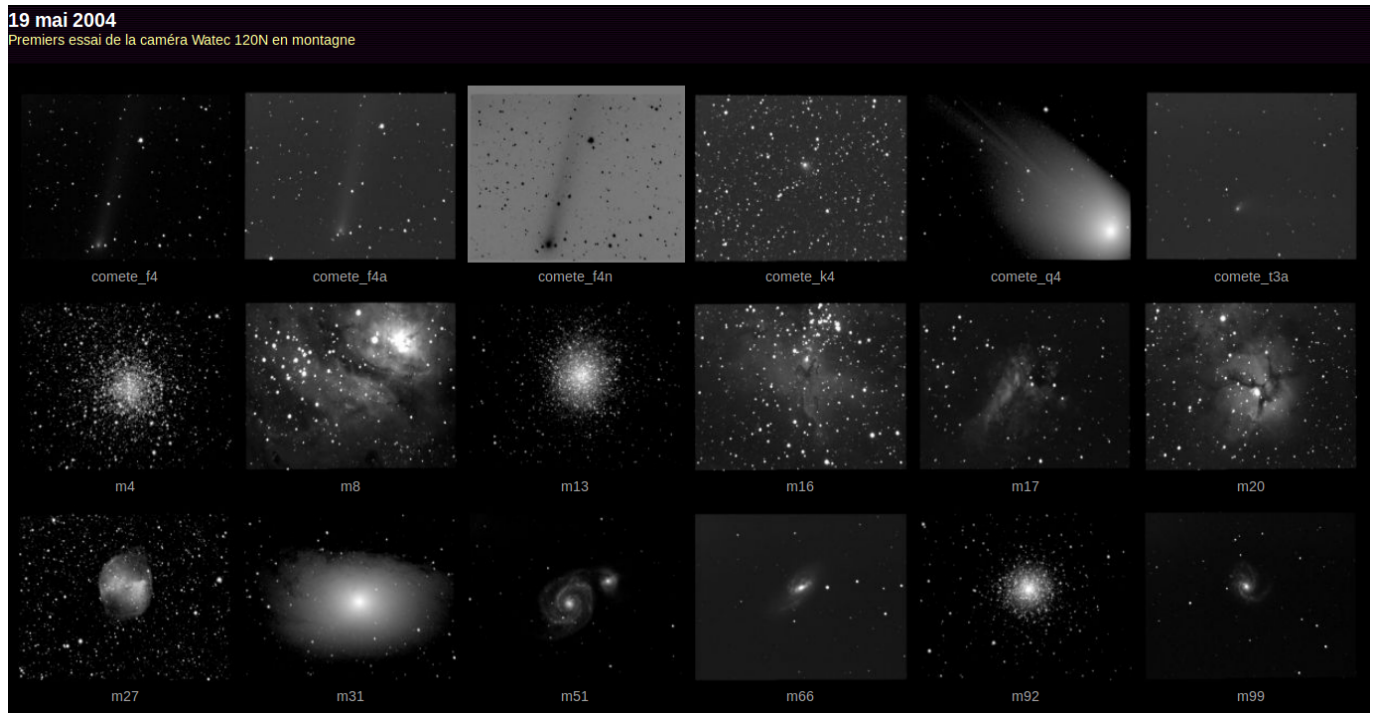 19 mai 2004
Premiers essai de la caméra Watec 120N en montagne
comete_f4 comete_f4a comete_f4n comete_k4 comete_q4 comete_t3a
m4 m8 m13 m16 m17 m20
m27 m31 m51 m66 m92 m99